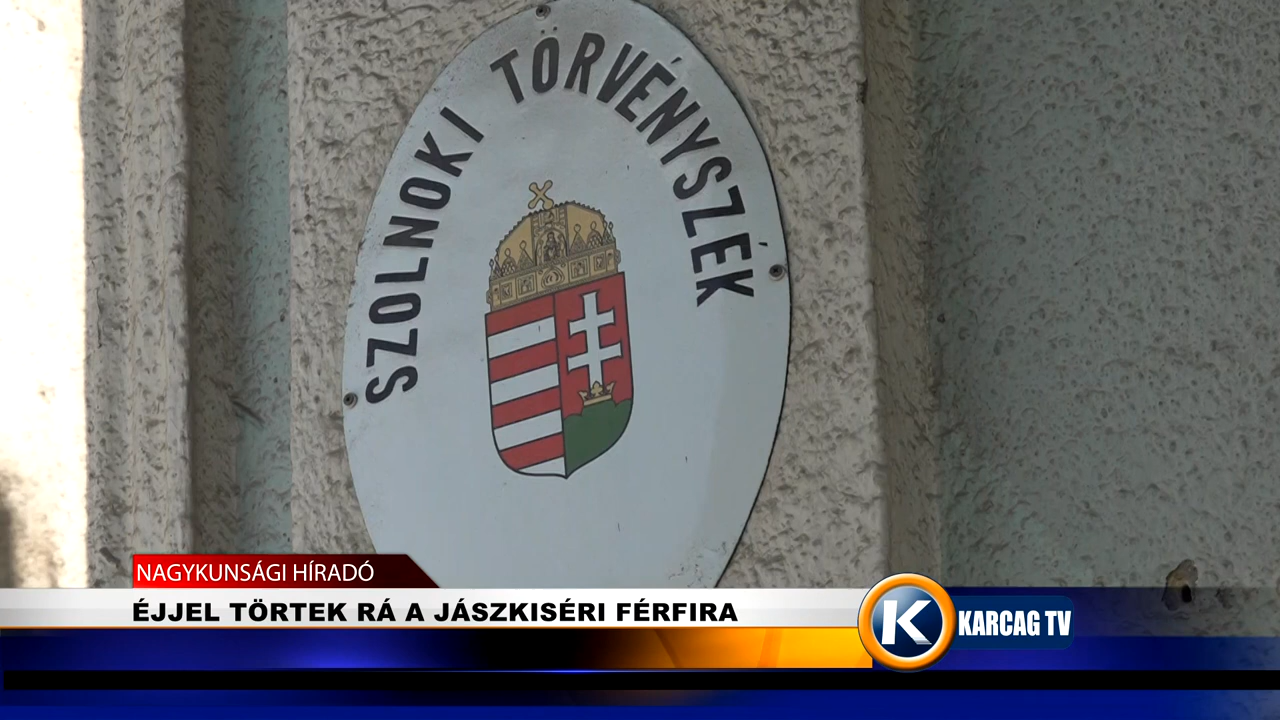 SZOLNOKI TÖRVÉNYSZÉK
NAGYKUNSÁGI HÍRADÓ
ÉJJEL TÖRTEK RÁ A JÁSZKISÉRI FÉRFIRA
K KARCAG TV